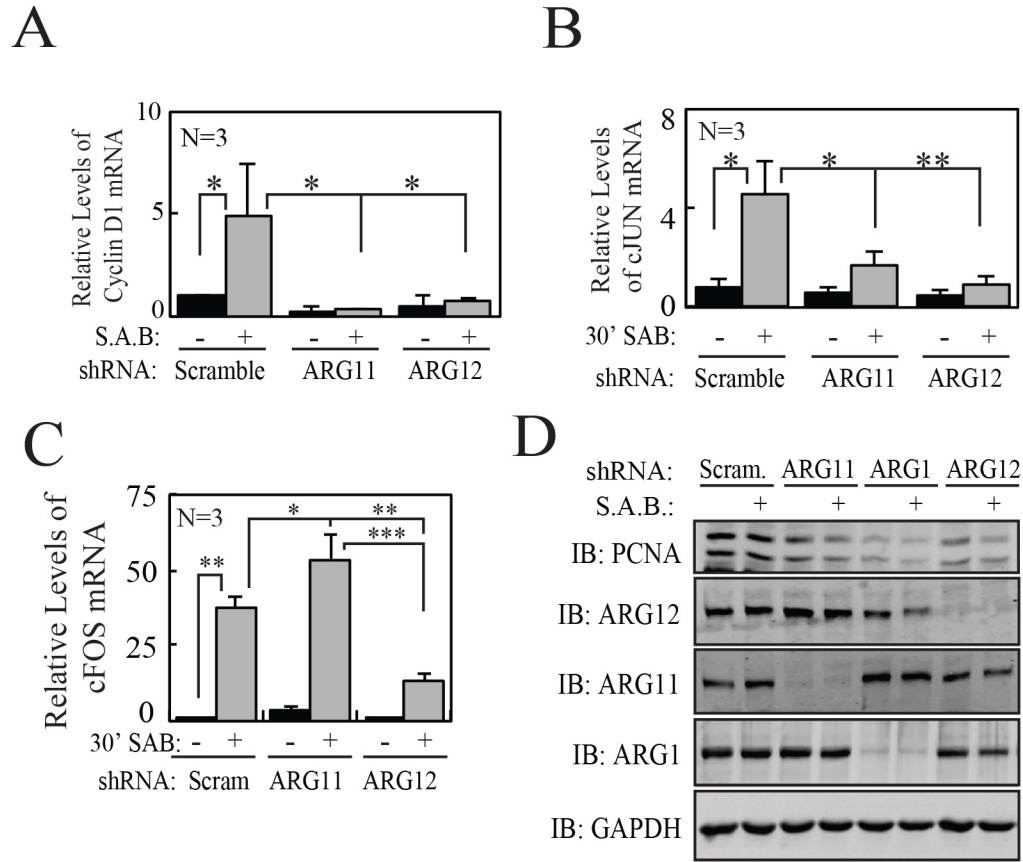 A
Relative Levels of
Cyclin D1 mRNA
10
5
0
N=3
* * *
S.A.B: - + - + - +
shRNA: Scramble ARG11 ARG12
B
Relative Levels
of cJUN mRNA
8
4
0
N=3
* * **
30’ SAB: - + - + - +
shRNA: Scramble ARG11 ARG12
C
Relative Levels of
cFOS mRNA
75
50
25
0
N=3
* **
***
**
30’ SAB: - + - + - +
shRNA: Scram ARG11 ARG12
D
shRNA: Scram. ARG11 ARG1 ARG12
S.A.B.: + + + +
IB: PCNA
IB: ARG12
IB: ARG11
IB: ARG1
IB: GAPDH